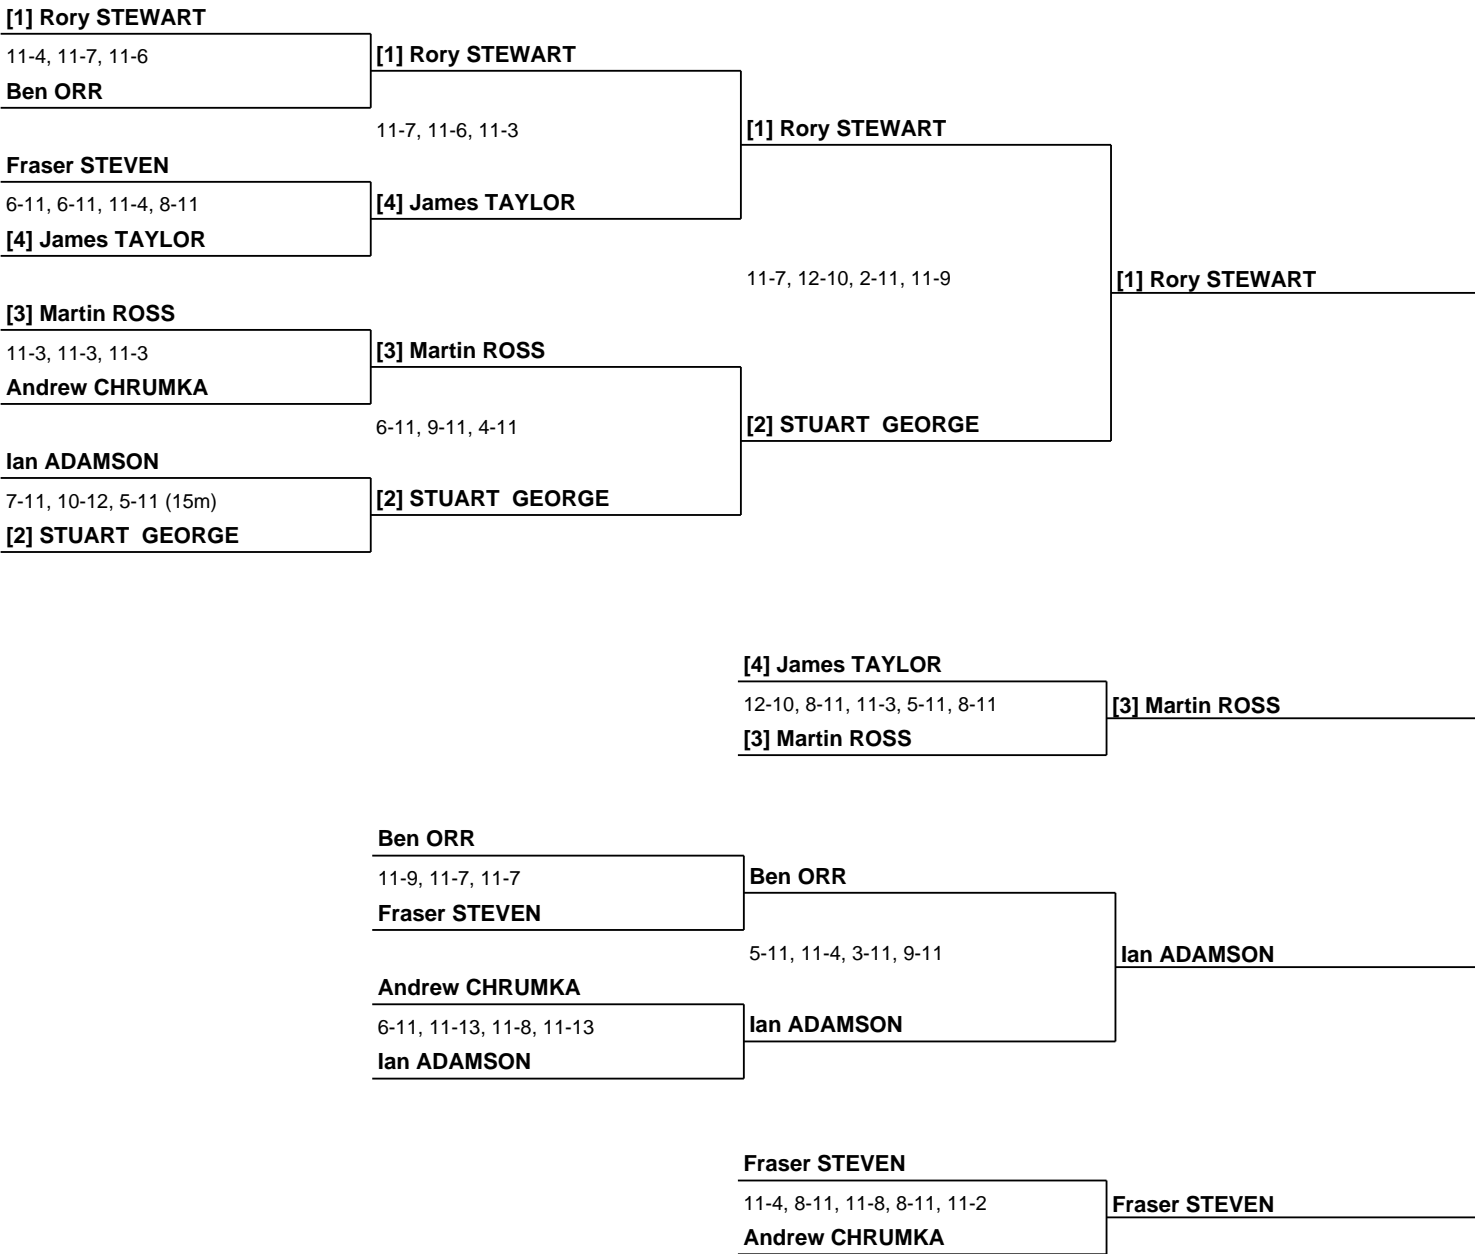 [1] Rory STEWART
11-4, 11-7, 11-6
Ben ORR
[1] Rory STEWART
11-7, 11-6, 11-3
Fraser STEVEN
6-11, 6-11, 11-4, 8-11
[4] James TAYLOR
[4] James TAYLOR
[1] Rory STEWART
11-7, 12-10, 2-11, 11-9
[1] Rory STEWART
[3] Martin ROSS
11-3, 11-3, 11-3
Andrew CHRUMKA
[3] Martin ROSS
6-11, 9-11, 4-11
Ian ADAMSON
7-11, 10-12, 5-11 (15m)
[2] STUART  GEORGE
[2] STUART  GEORGE
[2] STUART  GEORGE
[4] James TAYLOR
12-10, 8-11, 11-3, 5-11, 8-11
[3] Martin ROSS
[3] Martin ROSS
Ben ORR
11-9, 11-7, 11-7
Fraser STEVEN
Ben ORR
5-11, 11-4, 3-11, 9-11
Ian ADAMSON
Andrew CHRUMKA
6-11, 11-13, 11-8, 11-13
Ian ADAMSON
Ian ADAMSON
Fraser STEVEN
11-4, 8-11, 11-8, 8-11, 11-2
Andrew CHRUMKA
Fraser STEVEN